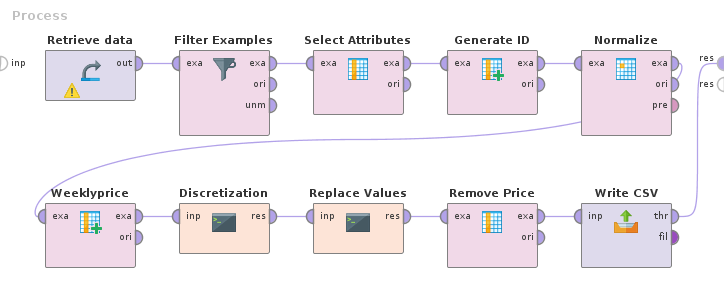 Process
Retrieve data Filter Examples Select Attributes Generate ID Normalize
inp out exa exa exa exa exa exa exa exa res
ori ori ori ori res
unm pre
Weeklyprice Discretization Replace Values Remove Price Write CSV
exa exa inp res inp res exa exa inp thr
ori ori fil